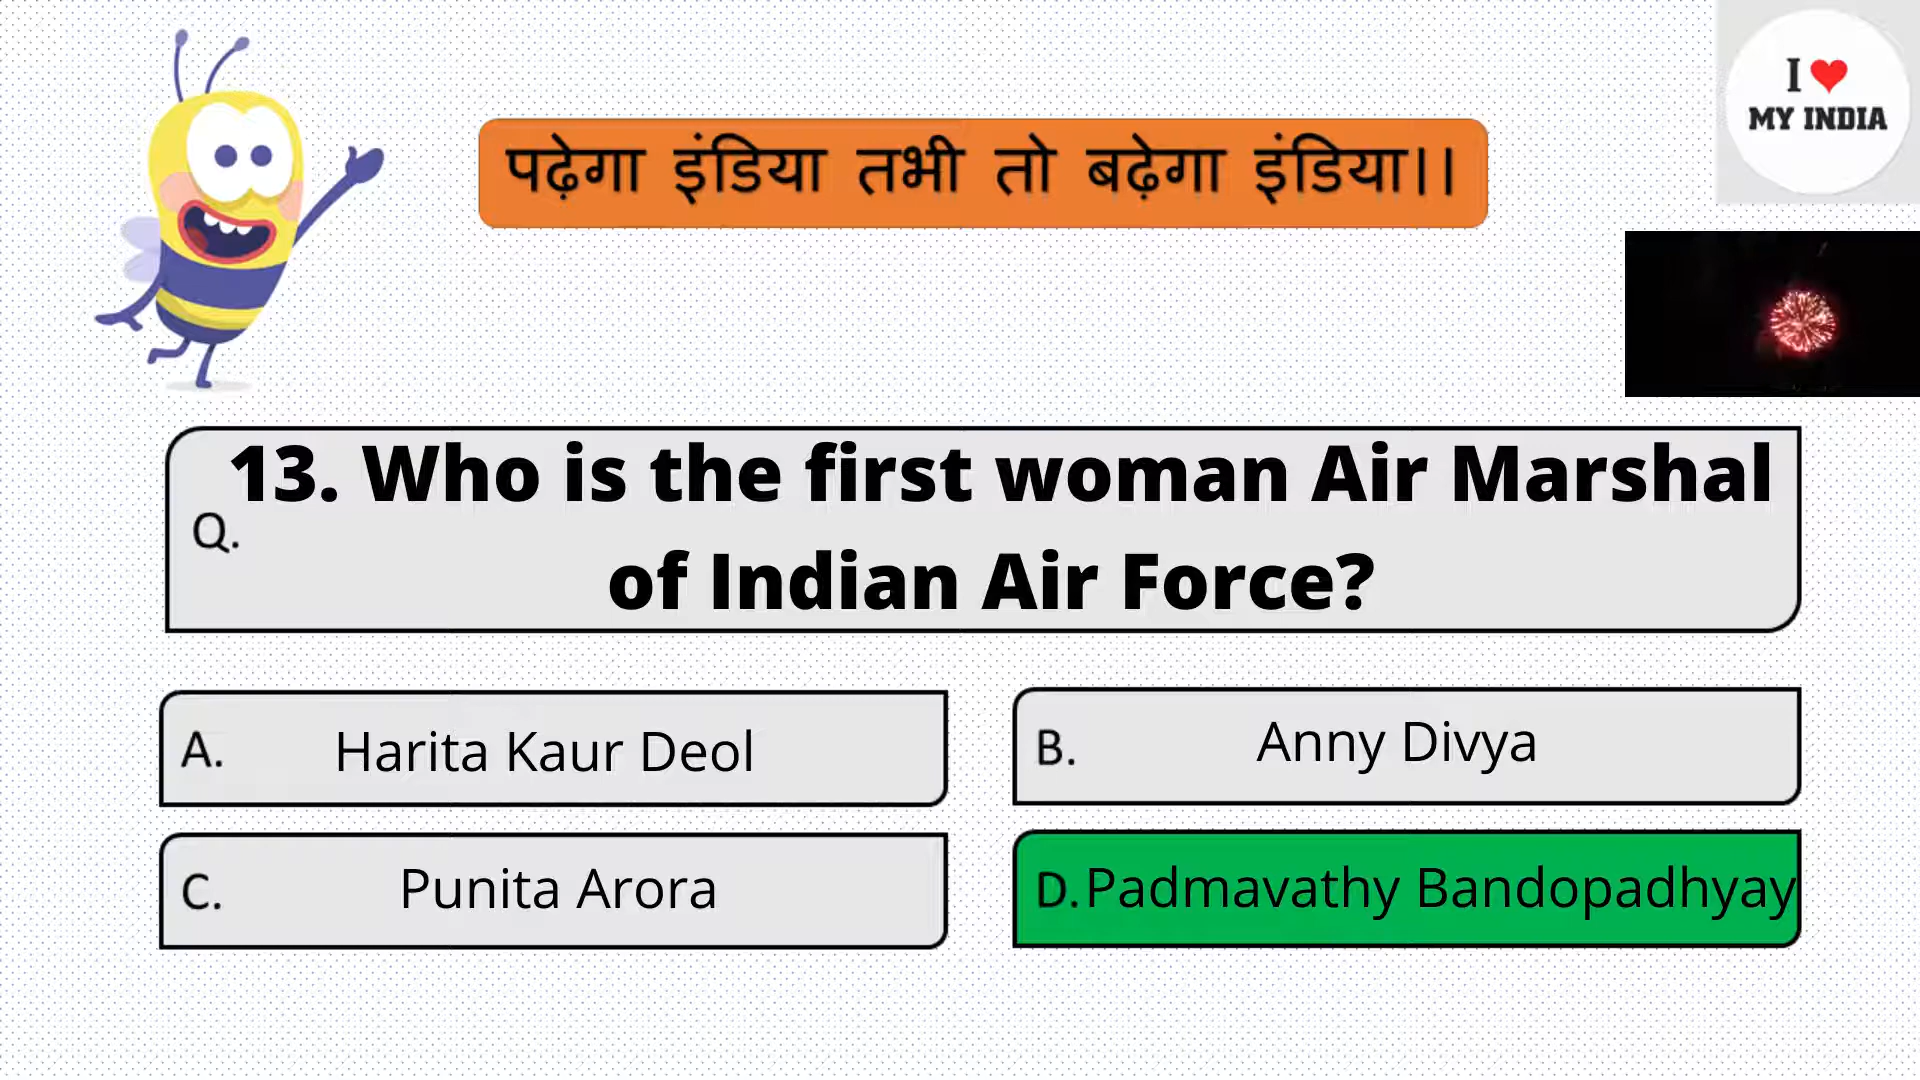 I ❤ MY INDIA
पढ़ेगा इंडिया तभी तो बढ़ेगा इंडिया।।
Q. 13. Who is the first woman Air Marshal
of Indian Air Force?
A. Harita Kaur Deol
B. Anny Divya
C. Punita Arora
D. Padmavathy Bandopadhyay